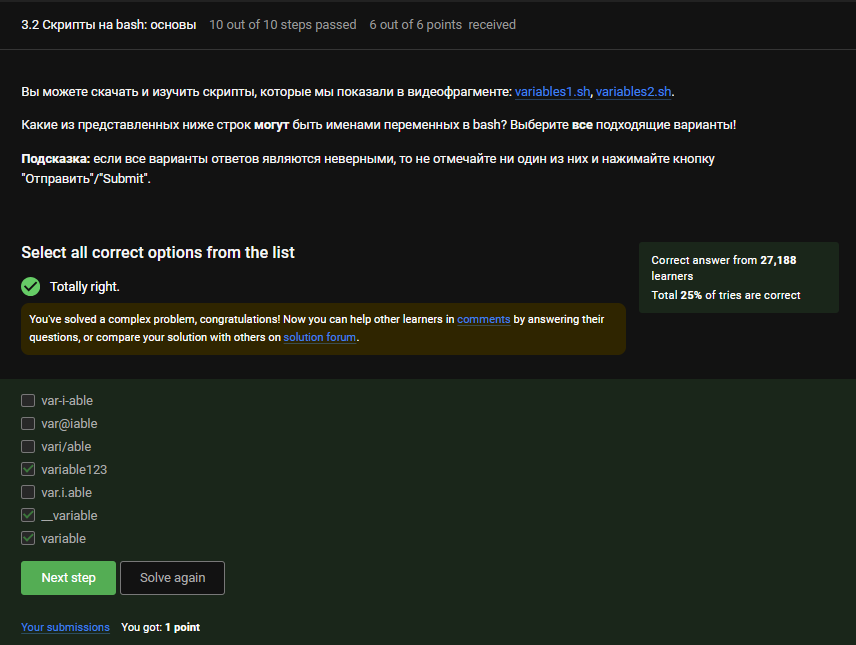 3.2 Скрипты на bash: основы 10 out of 10 steps passed 6 out of 6 points received
Вы можете скачать и изучить скрипты, которые мы показали в видеофрагменте: variables1.sh, variables2.sh.
Какие из представленных ниже строк могут быть именами переменных в bash? Выберите все подходящие варианты!
Подсказка: если все варианты ответов являются неверными, то не отмечайте ни один из них и нажимайте кнопку
"Отправить"/"Submit".
Select all correct options from the list
Totally right.
You've solved a complex problem, congratulations! Now you can help other learners in comments by answering their
questions, or compare your solution with others on solution forum.
Correct answer from 27,188
learners
Total 25% of tries are correct
var-i-able
var@iable
vari/able
variable123
var.i.able
__variable
variable
Next step Solve again
Your submissions You got: 1 point